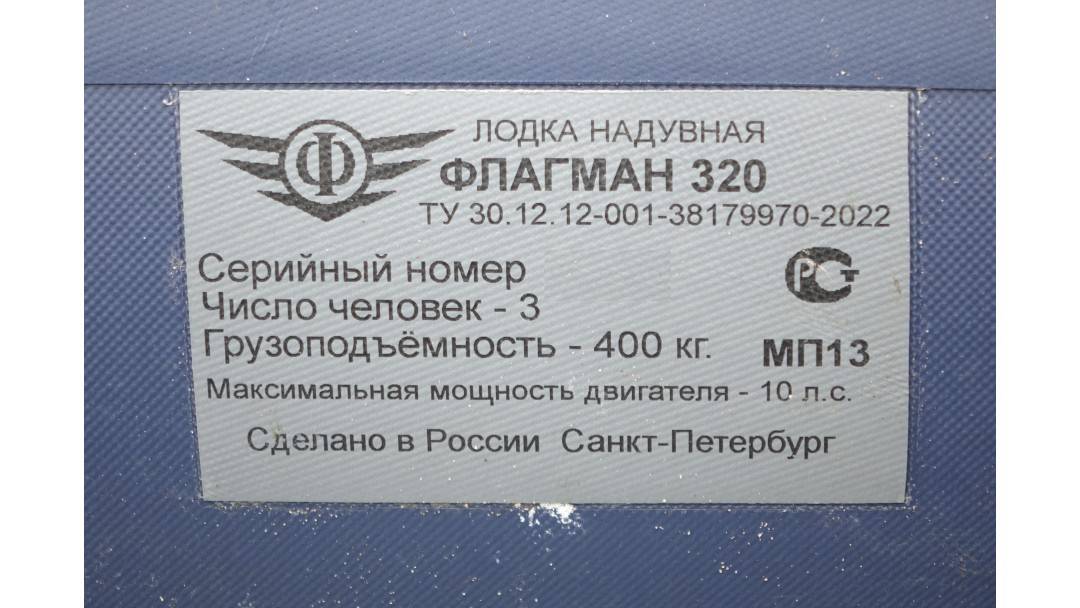 Ф
ЛОДКА НАДУВНАЯ
ФЛАГМАН 320
ТУ 30.12.12-001-38179970-2022
Серийный номер
Число человек - 3
Грузоподъёмность - 400 кг.
РСТ
МП13
Максимальная мощность двигателя - 10 л.с.
Сделано в России Санкт-Петербург